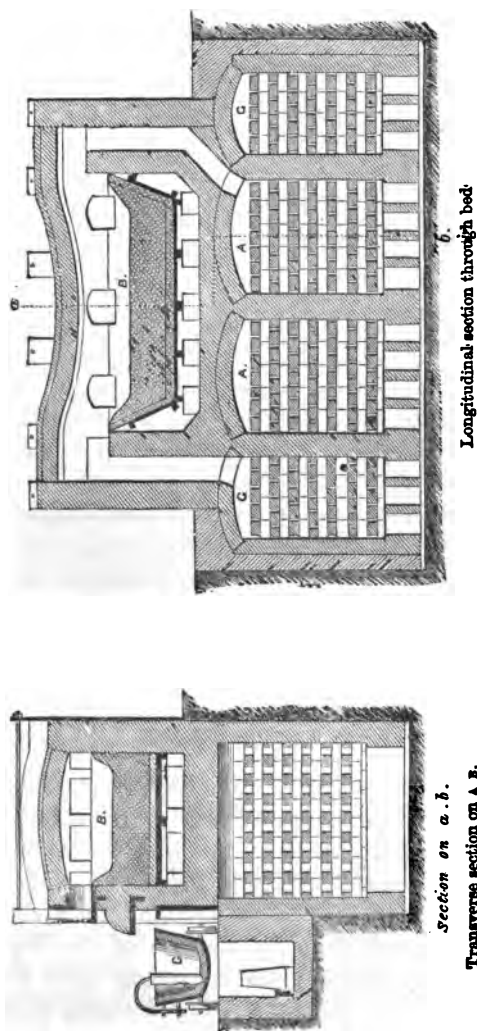 a
B.
G A. A G
b.
Longitudinal section through bed
B.
C
Section on a.b.
Transverse section on A B.